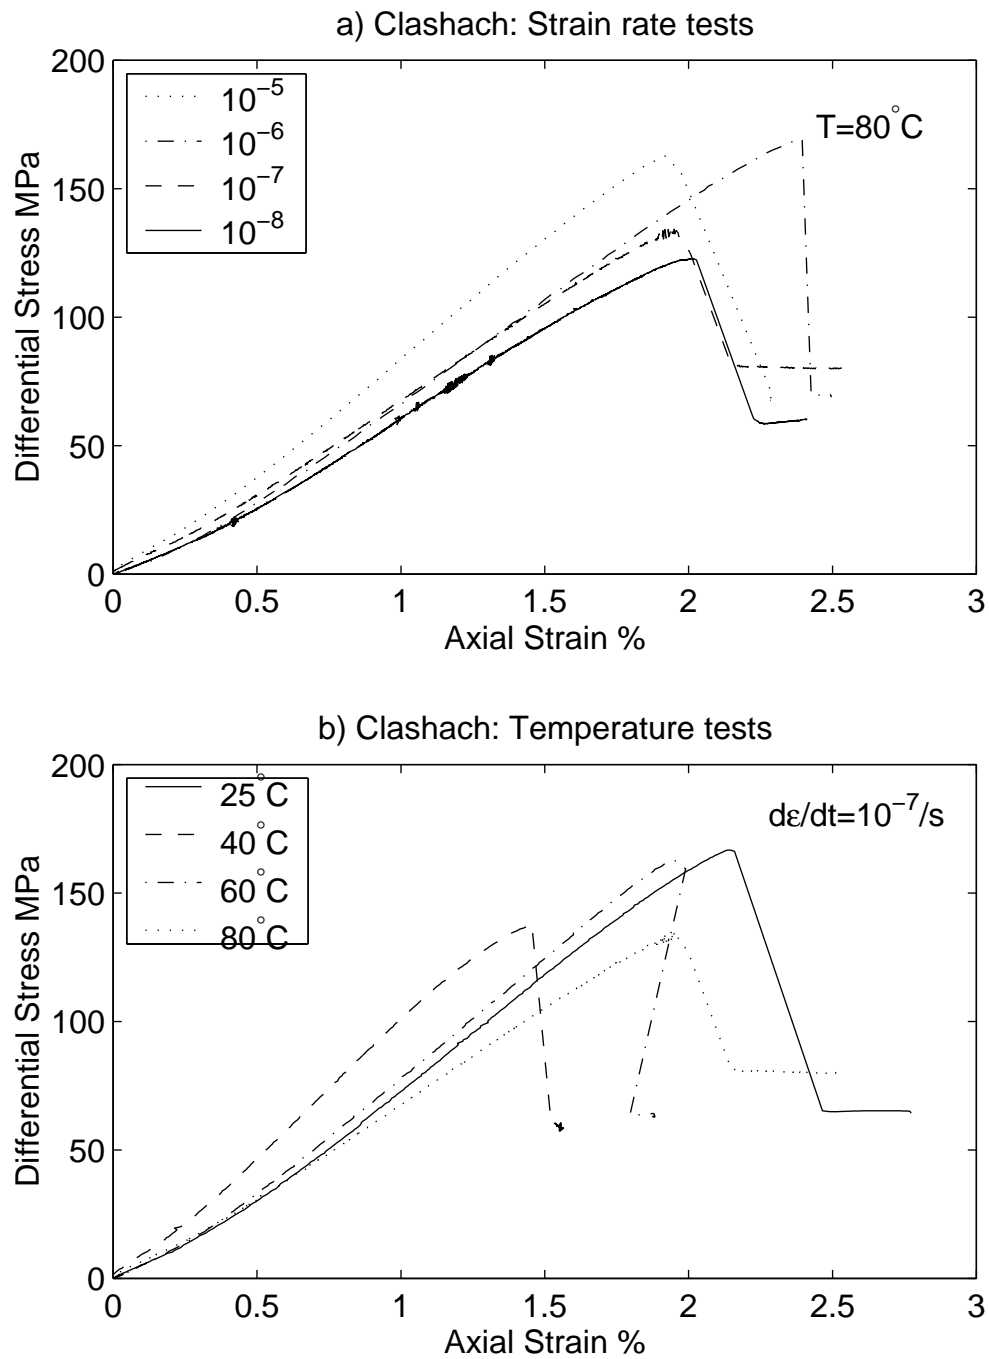 a) Clashach: Strain rate tests
200
150
100
50
0
Differential Stress MPa
10⁻⁵
10⁻⁶
10⁻⁷
10⁻⁸
T=80°C
0 0.5 1 1.5 2 2.5 3
Axial Strain %
b) Clashach: Temperature tests
200
150
100
50
0
Differential Stress MPa
25°C
40°C
60°C
80°C
dε/dt=10⁻⁷/s
0 0.5 1 1.5 2 2.5 3
Axial Strain %